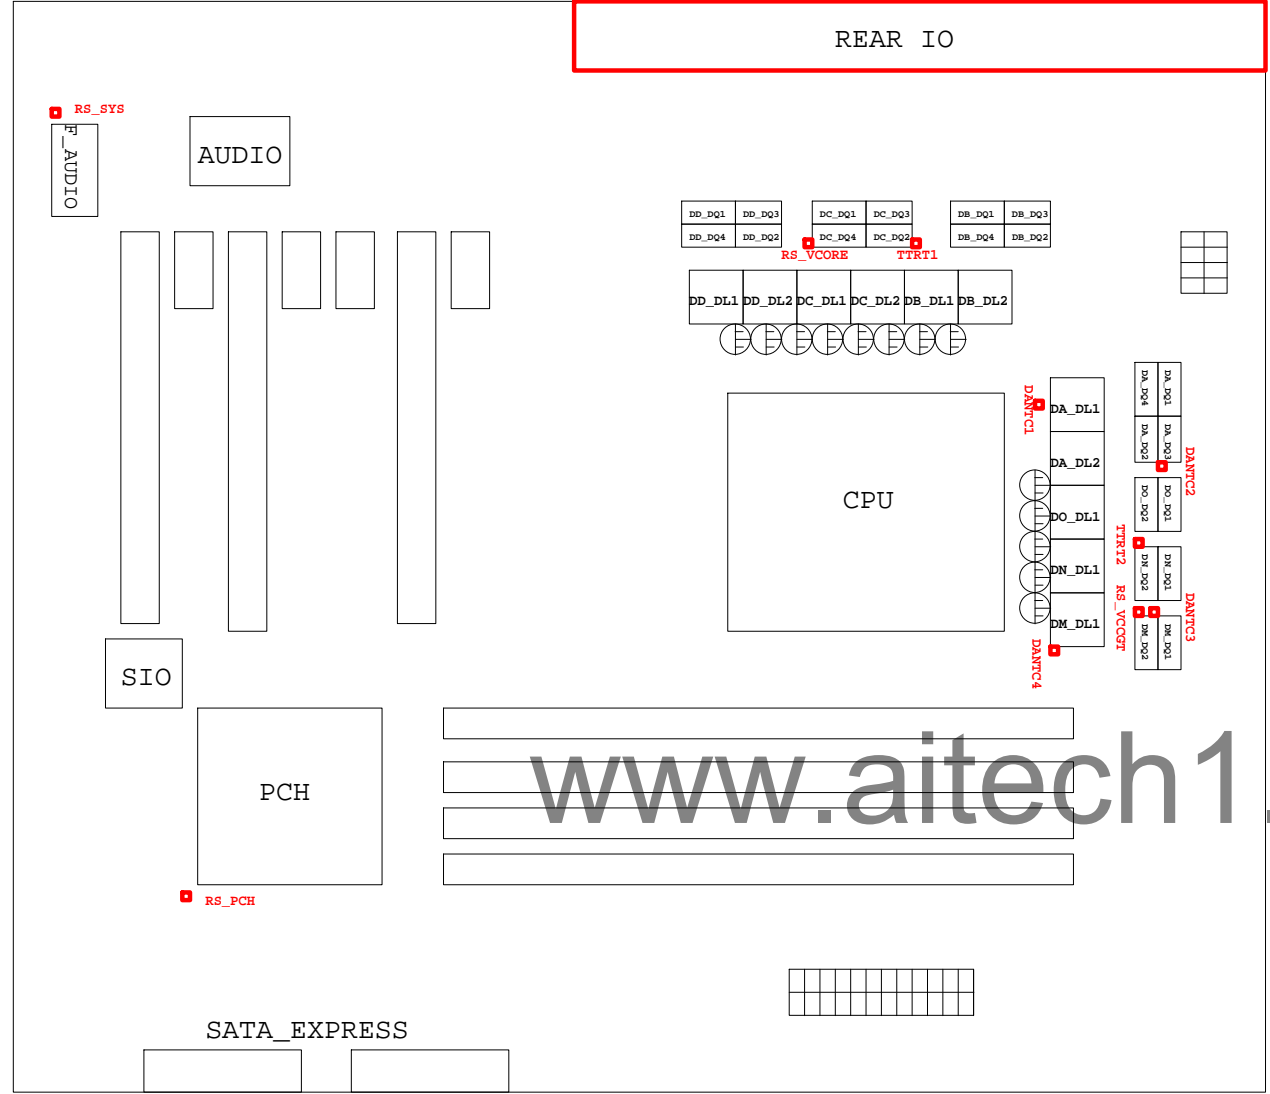 REAR IO
RS_SYS
F_AUDIO
AUDIO
DD_DQ1 DD_DQ3 DC_DQ1 DC_DQ3 DB_DQ1 DB_DQ3
DD_DQ4 DD_DQ2 DC_DQ4 DC_DQ2 DB_DQ4 DB_DQ2
RS_VCORE TTRT1
DD_DL1 DD_DL2 DC_DL1 DC_DL2 DB_DL1 DB_DL2
DANTC1
DA_DL1
DA_DQ4
DA_DQ1
DA_DL2
DA_DQ2
DA_DQ3
DANTC2
CPU
DO_DL1
DO_DQ2
DO_DQ1
TTRT2
DN_DL1
DN_DQ2
DN_DQ1
RS_VCCGT
DANTC3
DM_DL1
DM_DQ2
DM_DQ1
DANTC4
SIO
PCH
www.aitech1.
RS_PCH
SATA_EXPRESS